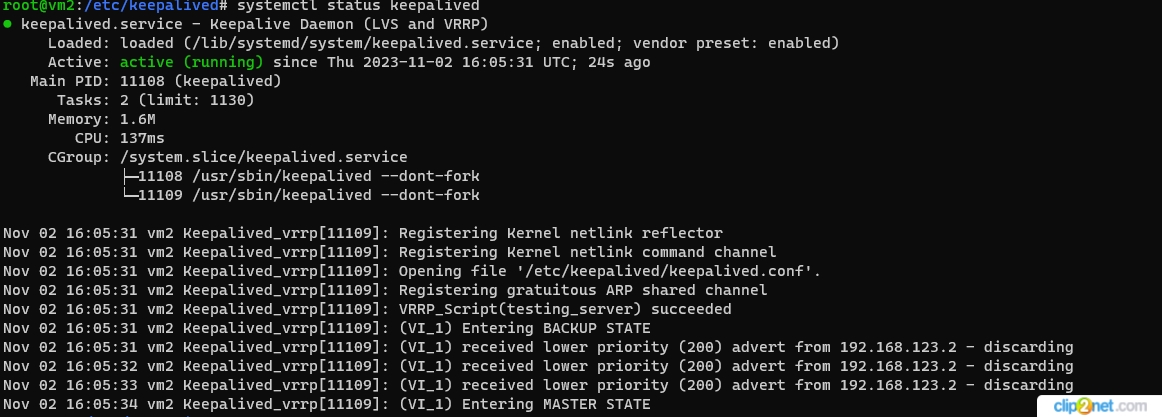 root@vm2:/etc/keepalived# systemctl status keepalived
● keepalived.service - Keepalive Daemon (LVS and VRRP)
Loaded: loaded (/lib/systemd/system/keepalived.service; enabled; vendor preset: enabled)
Active: active (running) since Thu 2023-11-02 16:05:31 UTC; 24s ago
Main PID: 11108 (keepalived)
Tasks: 2 (limit: 1130)
Memory: 1.6M
CPU: 137ms
CGroup: /system.slice/keepalived.service
├─11108 /usr/sbin/keepalived --dont-fork
└─11109 /usr/sbin/keepalived --dont-fork
Nov 02 16:05:31 vm2 Keepalived_vrrp[11109]: Registering Kernel netlink reflector
Nov 02 16:05:31 vm2 Keepalived_vrrp[11109]: Registering Kernel netlink command channel
Nov 02 16:05:31 vm2 Keepalived_vrrp[11109]: Opening file '/etc/keepalived/keepalived.conf'.
Nov 02 16:05:31 vm2 Keepalived_vrrp[11109]: Registering gratuitous ARP shared channel
Nov 02 16:05:31 vm2 Keepalived_vrrp[11109]: VRRP_Script(testing_server) succeeded
Nov 02 16:05:31 vm2 Keepalived_vrrp[11109]: (VI_1) Entering BACKUP STATE
Nov 02 16:05:31 vm2 Keepalived_vrrp[11109]: (VI_1) received lower priority (200) advert from 192.168.123.2 - discarding
Nov 02 16:05:32 vm2 Keepalived_vrrp[11109]: (VI_1) received lower priority (200) advert from 192.168.123.2 - discarding
Nov 02 16:05:33 vm2 Keepalived_vrrp[11109]: (VI_1) received lower priority (200) advert from 192.168.123.2 - discarding
Nov 02 16:05:34 vm2 Keepalived_vrrp[11109]: (VI_1) Entering MASTER STATE
clip2net.com